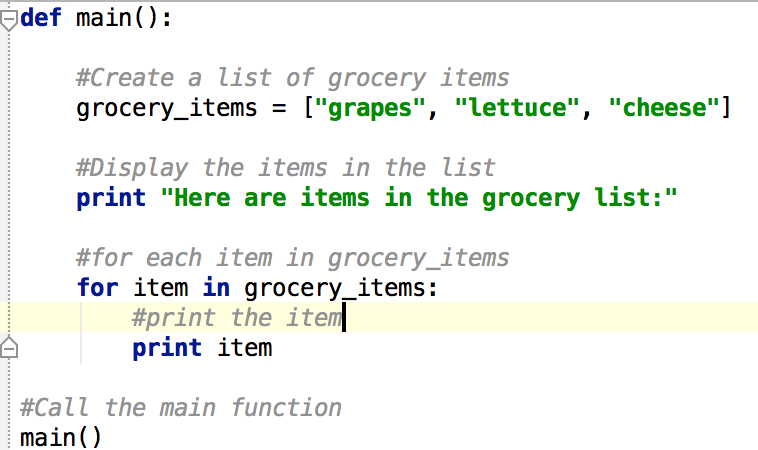 def main():
#Create a list of grocery items
grocery_items = ["grapes", "lettuce", "cheese"]
#Display the items in the list
print "Here are items in the grocery list:"
#for each item in grocery_items
for item in grocery_items:
#print the item
print item
#Call the main function
main()